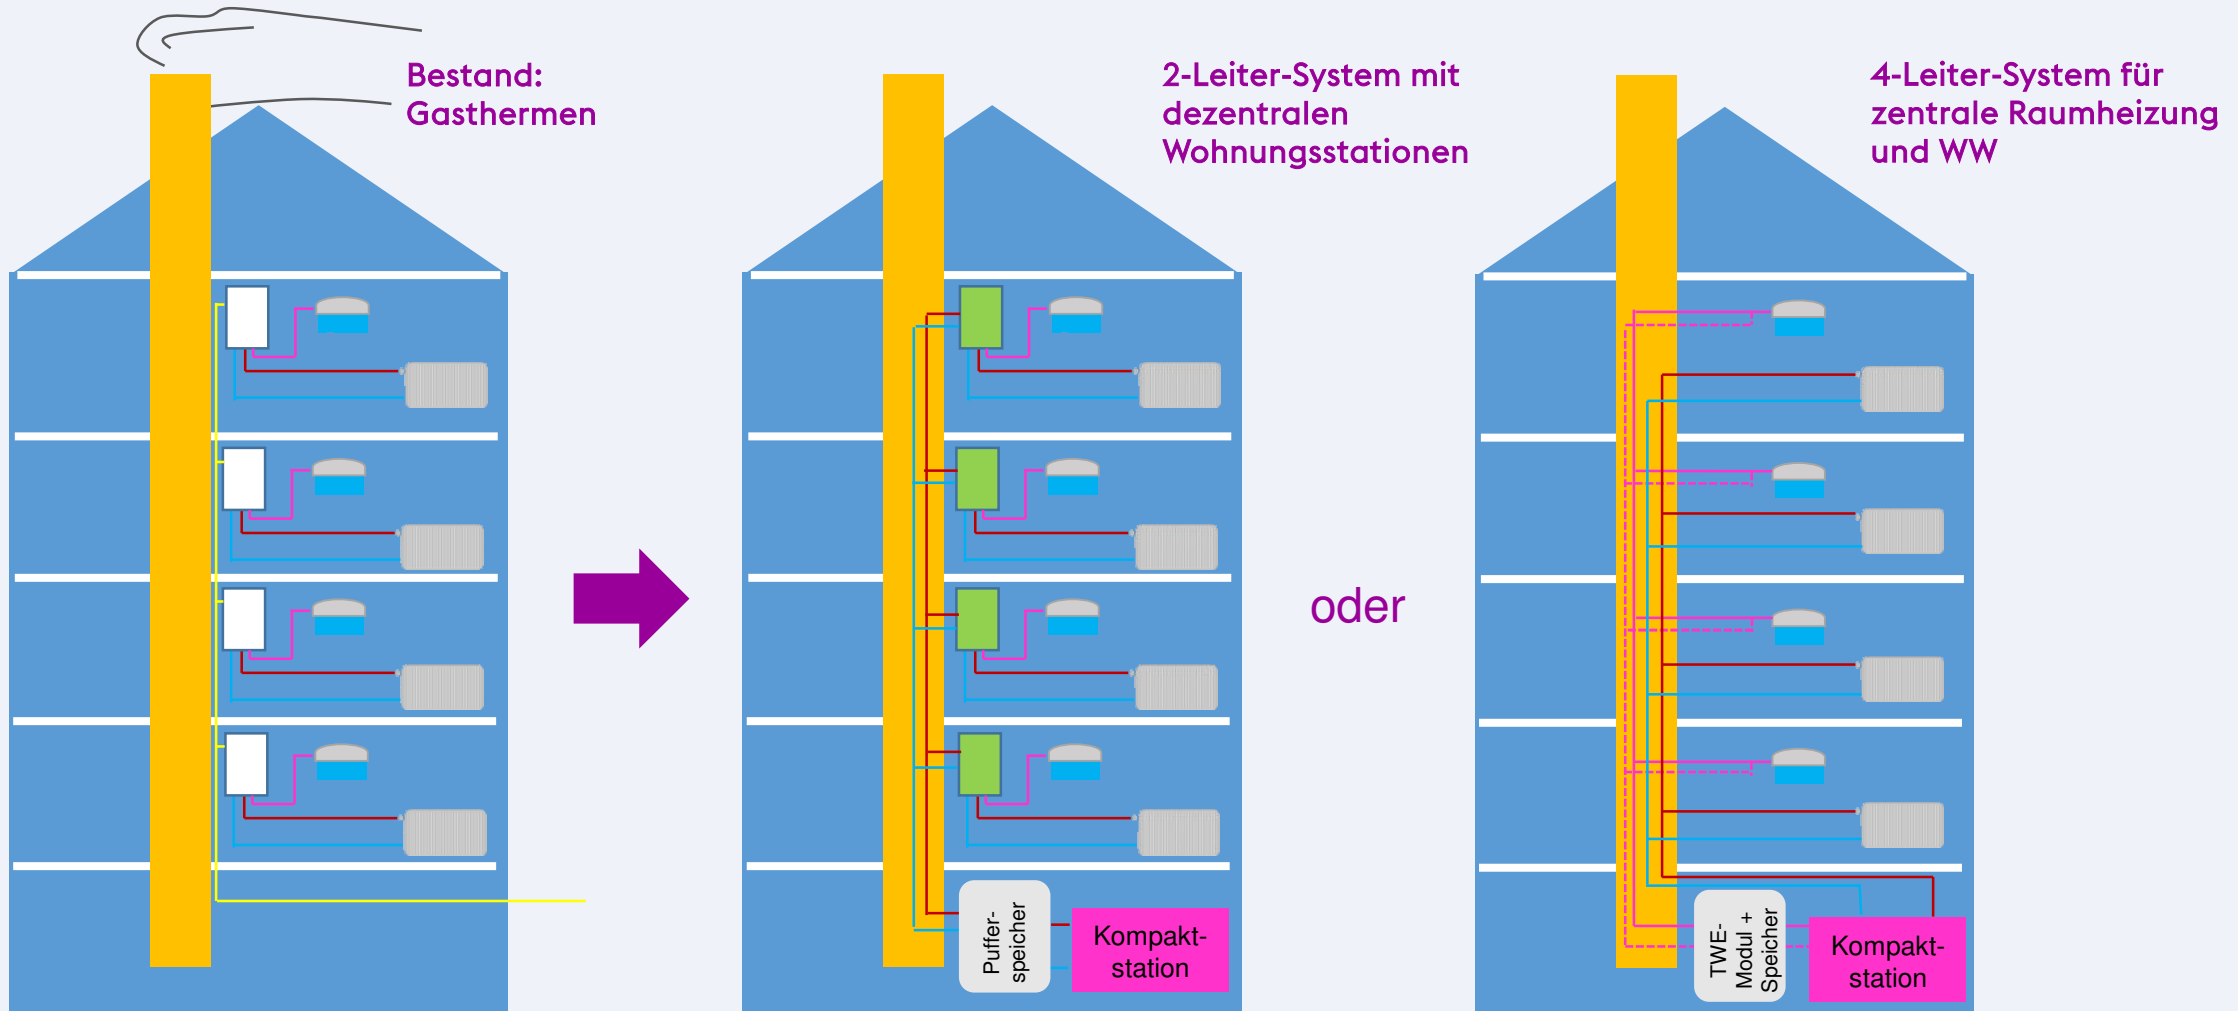 Bestand:
Gasthermen
2-Leiter-System mit
dezentralen
Wohnungsstationen
4-Leiter-System für
zentrale Raumheizung
und WW
oder
Puffer-
speicher
Kompakt-
station
TWE-
Modul +
Speicher
Kompakt-
station